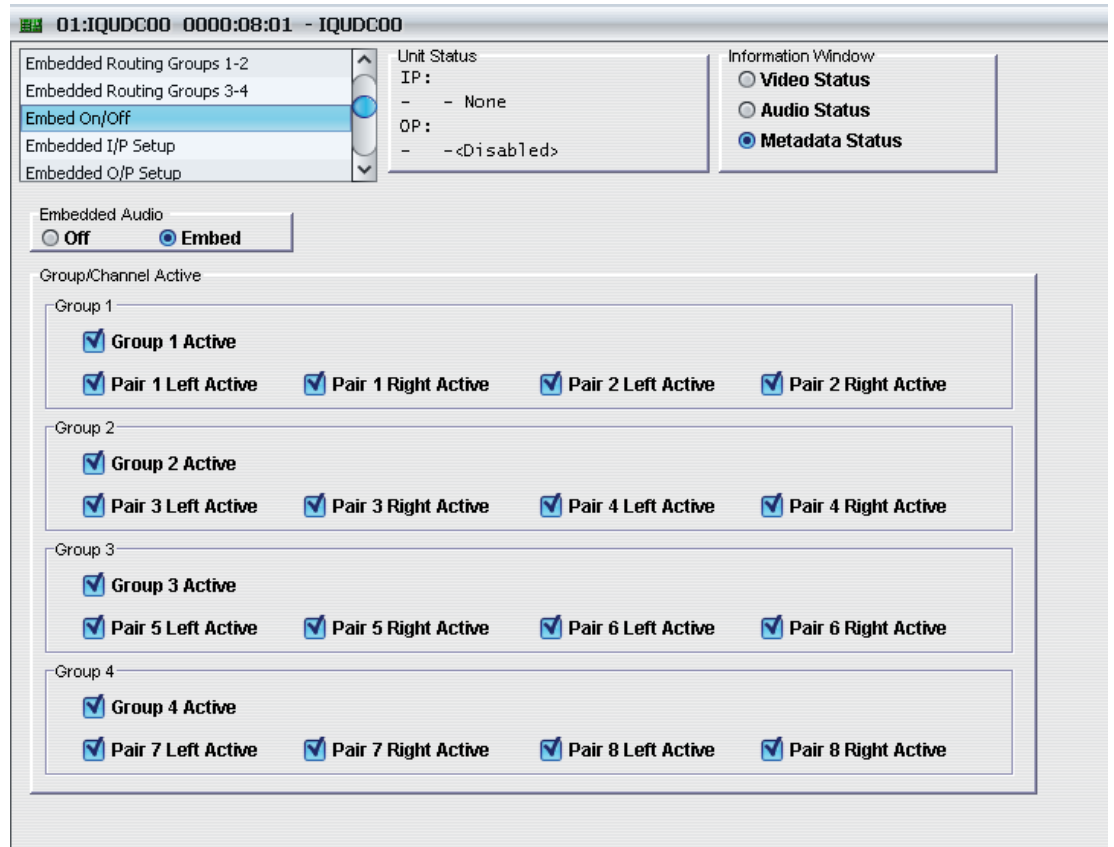 01:IQUDC00 0000:08:01 - IQUDC00
Embedded Routing Groups 1-2
Embedded Routing Groups 3-4
Embed On/Off
Embedded I/P Setup
Embedded O/P Setup
Unit Status
IP:
- - None
OP:
- -<Disabled>
Information Window
Video Status
Audio Status
Metadata Status
Embedded Audio
Off Embed
Group/Channel Active
Group 1
Group 1 Active
Pair 1 Left Active Pair 1 Right Active Pair 2 Left Active Pair 2 Right Active
Group 2
Group 2 Active
Pair 3 Left Active Pair 3 Right Active Pair 4 Left Active Pair 4 Right Active
Group 3
Group 3 Active
Pair 5 Left Active Pair 5 Right Active Pair 6 Left Active Pair 6 Right Active
Group 4
Group 4 Active
Pair 7 Left Active Pair 7 Right Active Pair 8 Left Active Pair 8 Right Active